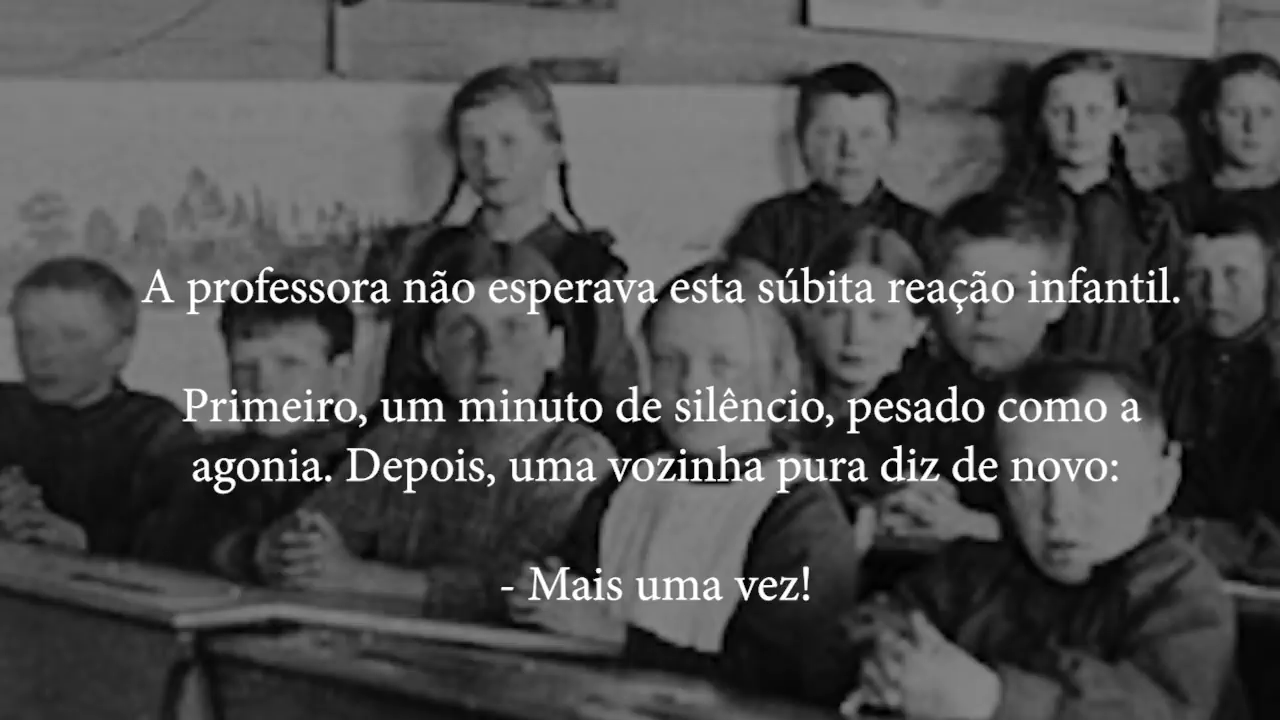 A professora não esperava esta súbita reação infantil.
Primeiro, um minuto de silêncio, pesado como a
agonia. Depois, uma vozinha pura diz de novo:
- Mais uma vez!